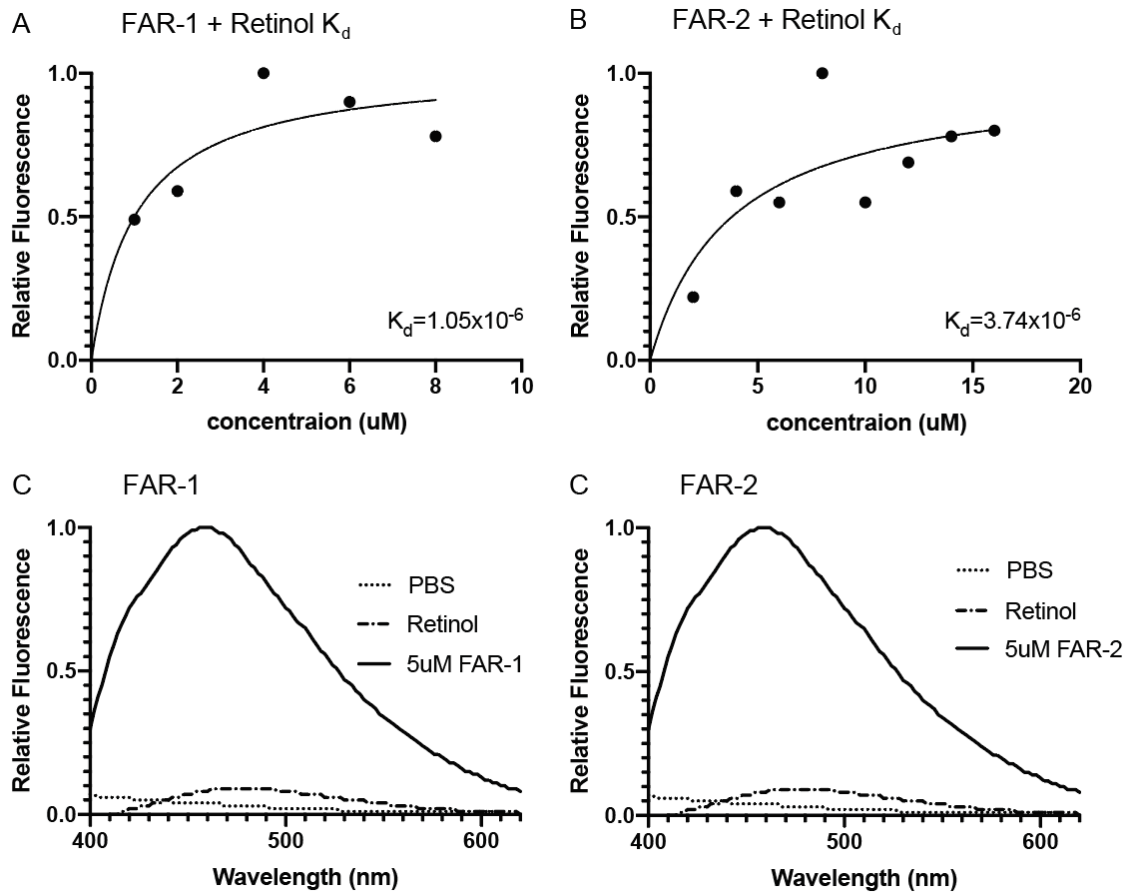 A FAR-1 + Retinol Kd
1.0
0.5
0.0
Relative Fluorescence
Kd=1.05x10-6
0 2 4 6 8 10
concentraion (uM)
B FAR-2 + Retinol Kd
1.0
0.5
0.0
Relative Fluorescence
Kd=3.74x10-6
0 5 10 15 20
concentraion (uM)
C FAR-1
1.0
0.5
0.0
Relative Fluorescence
PBS
Retinol
5uM FAR-1
400 500 600
Wavelength (nm)
C FAR-2
1.0
0.5
0.0
Relative Fluorescence
PBS
Retinol
5uM FAR-2
400 500 600
Wavelength (nm)